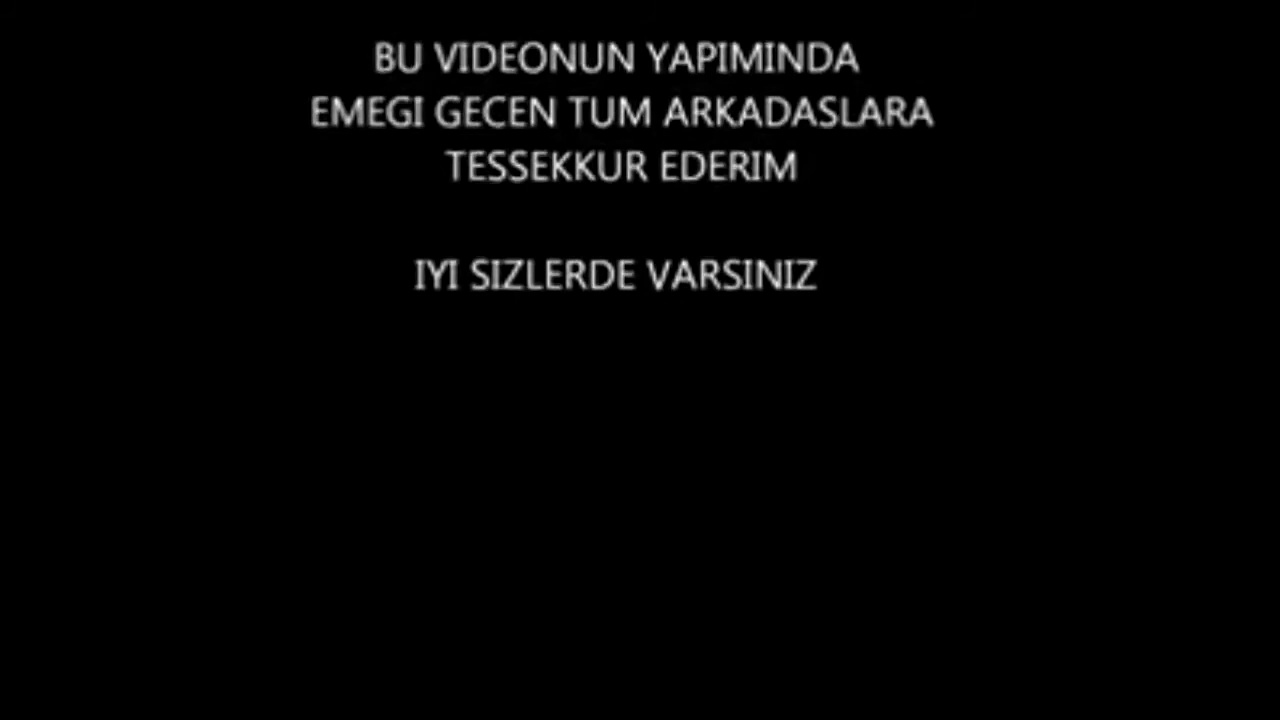 BU VIDEONUN YAPIMINDA
EMEGI GECEN TUM ARKADASLARA
TESSEKKUR EDERIM
IYI SIZLERDE VARSINIZ